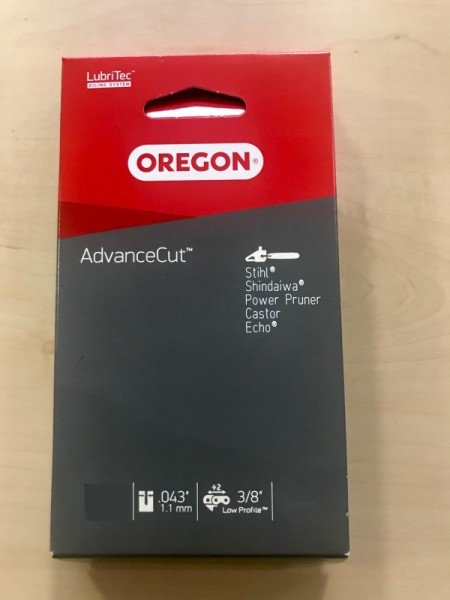 LubriTec™
OILING SYSTEM
OREGON®
AdvanceCut™
Stihl®
Shindaiwa®
Power Pruner
Castor
Echo®
.043"
1.1 mm
÷2
3/8"
Low Profile™